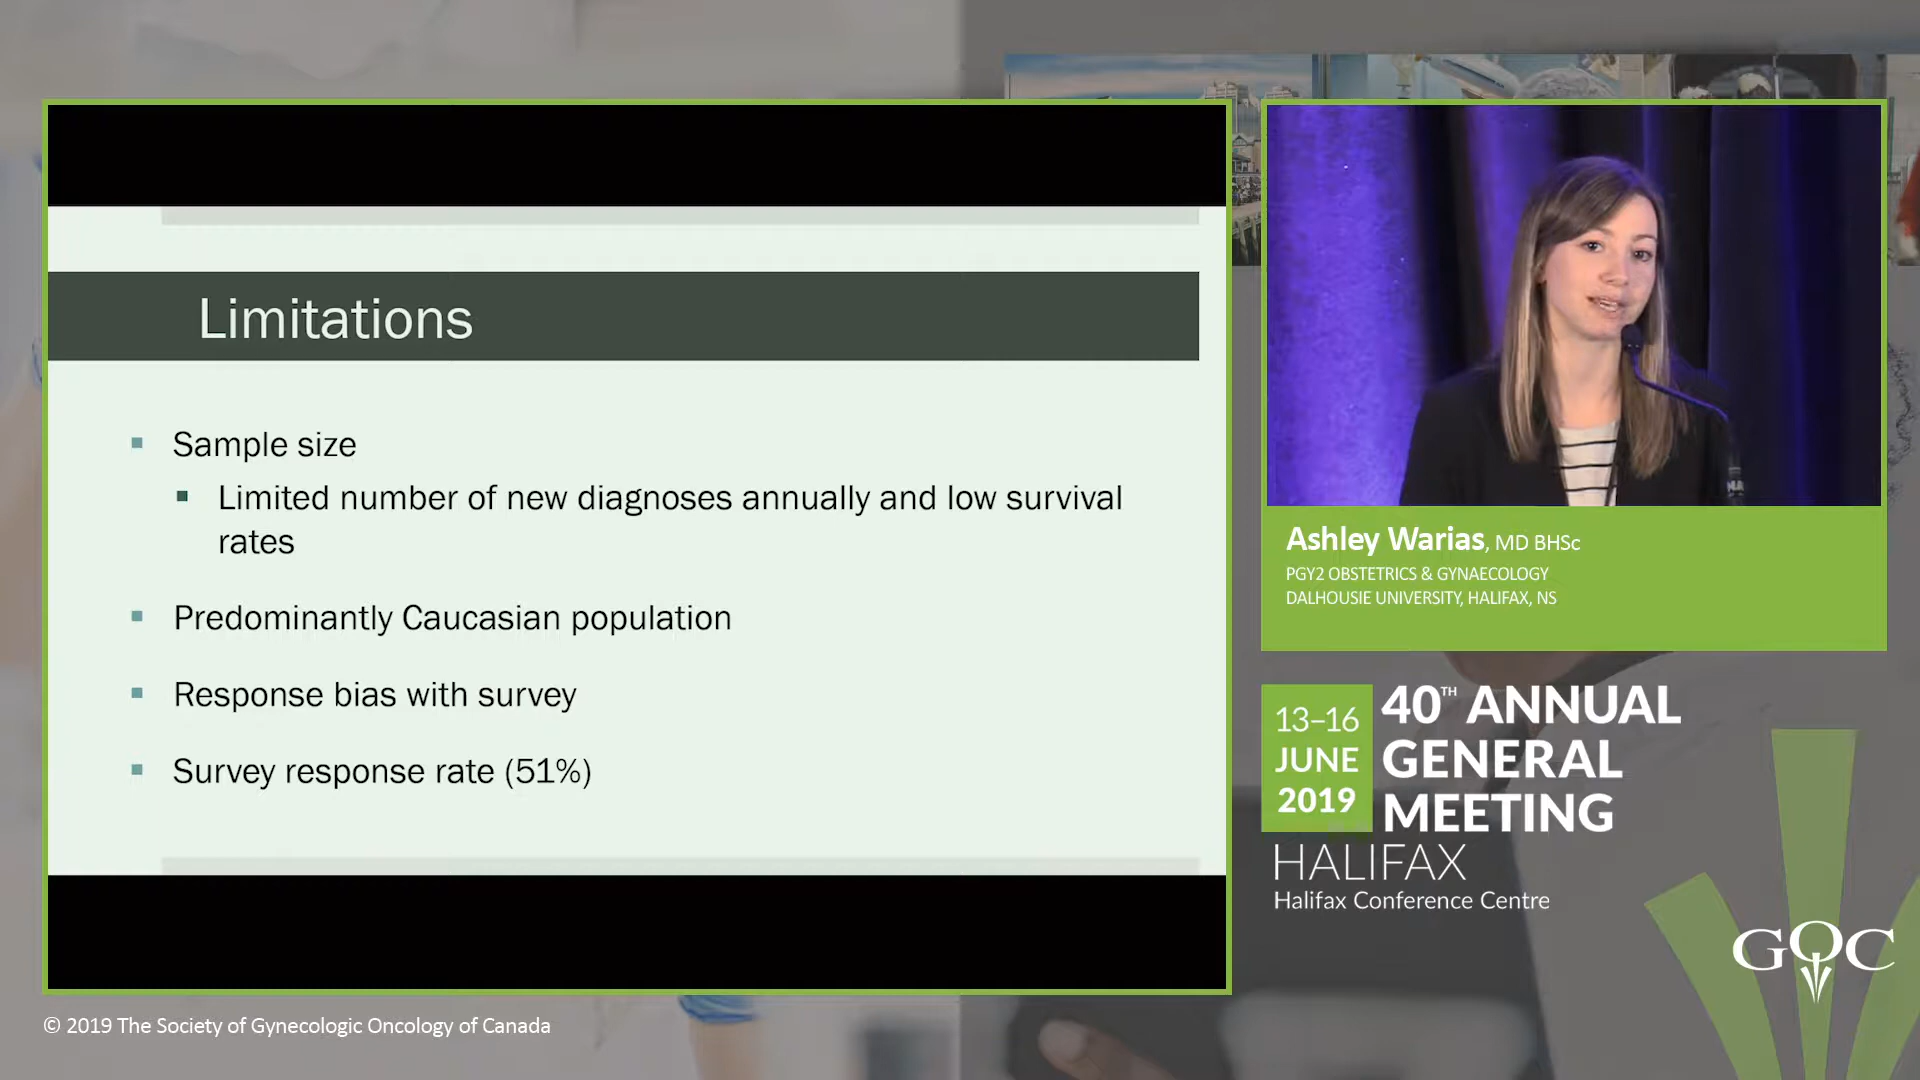 Limitations
Sample size
Limited number of new diagnoses annually and low survival
rates
Predominantly Caucasian population
Response bias with survey
Survey response rate (51%)
Ashley Warias, MD BHSc
PGY2 OBSTETRICS & GYNAECOLOGY
DALHOUSIE UNIVERSITY, HALIFAX, NS
13–16
JUNE
2019
40TH ANNUAL
GENERAL
MEETING
HALIFAX
Halifax Conference Centre
GOC
© 2019 The Society of Gynecologic Oncology of Canada